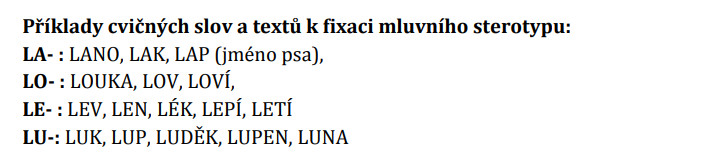 Příklady cvičných slov a textů k fixaci mluvního sterotypu:
LA- : LANO, LAK, LAP (jméno psa),
LO- : LOUKA, LOV, LOVÍ,
LE- : LEV, LEN, LÉK, LEPÍ, LETÍ
LU-: LUK, LUP, LUDĚK, LUPEN, LUNA